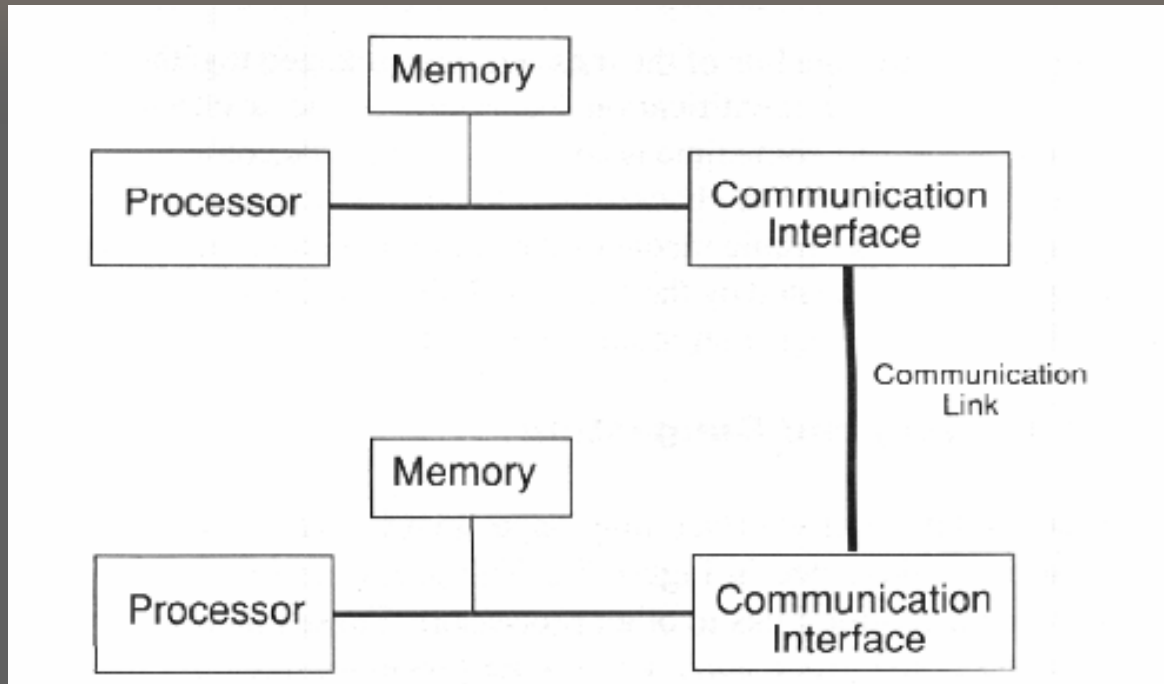 Memory
Processor
Communication
Interface
Communication
Link
Memory
Processor
Communication
Interface